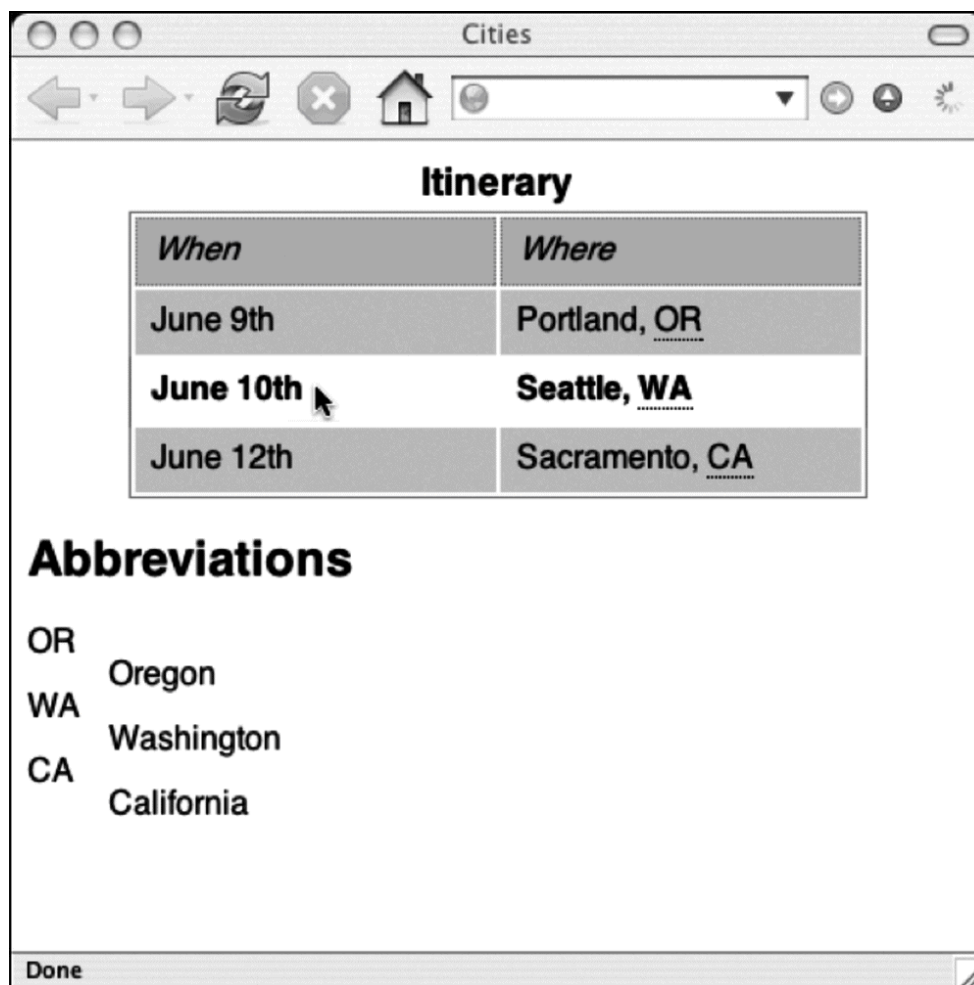 Cities
Itinerary
When Where
June 9th Portland, OR
June 10th Seattle, WA
June 12th Sacramento, CA
Abbreviations
OR
Oregon
WA
Washington
CA
California
Done